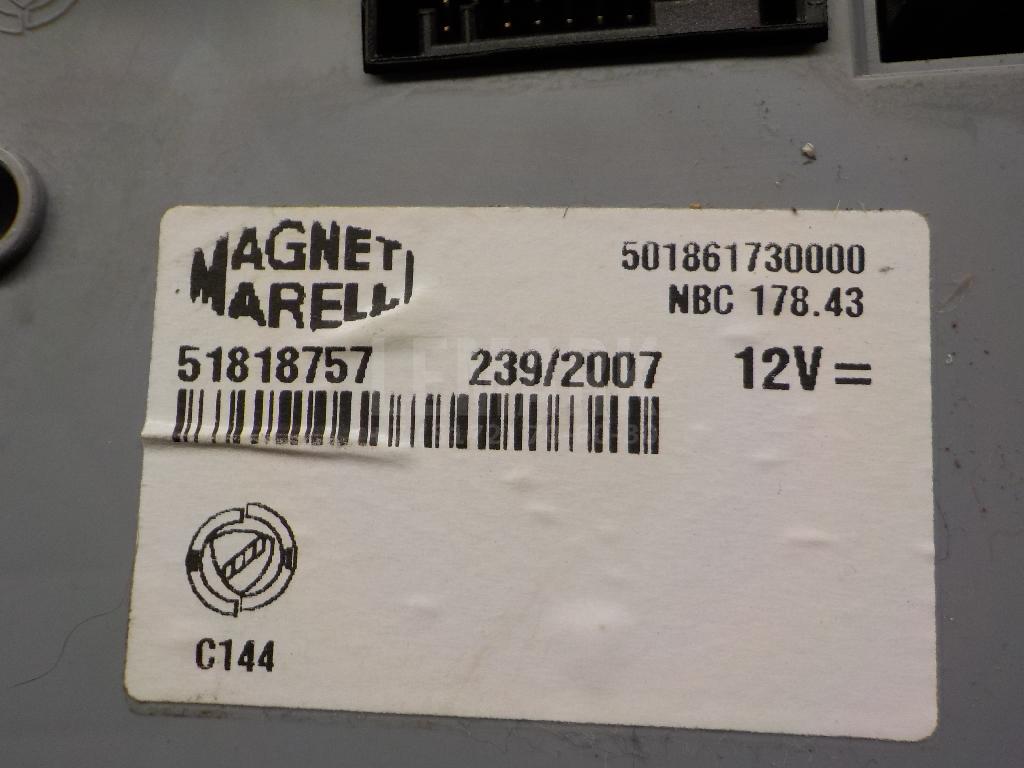 MAGNETI
MARELLI
501861730000
NBC 178.43
51818757 239/2007 12V=
C144